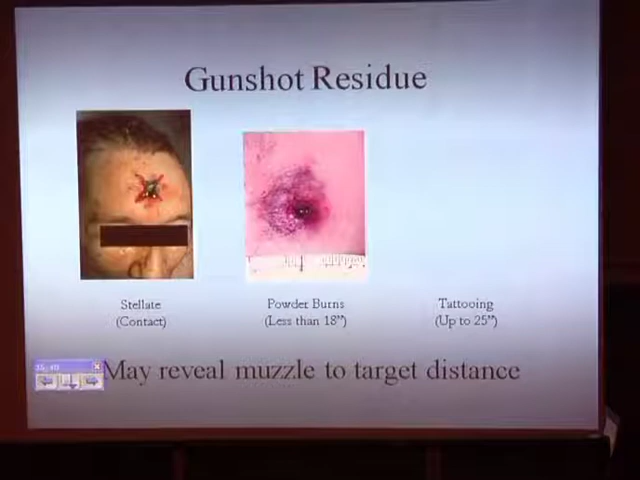 Gunshot Residue
Stellate
(Contact)
Powder Burns
(Less than 18")
Tattooing
(Up to 25")
May reveal muzzle to target distance